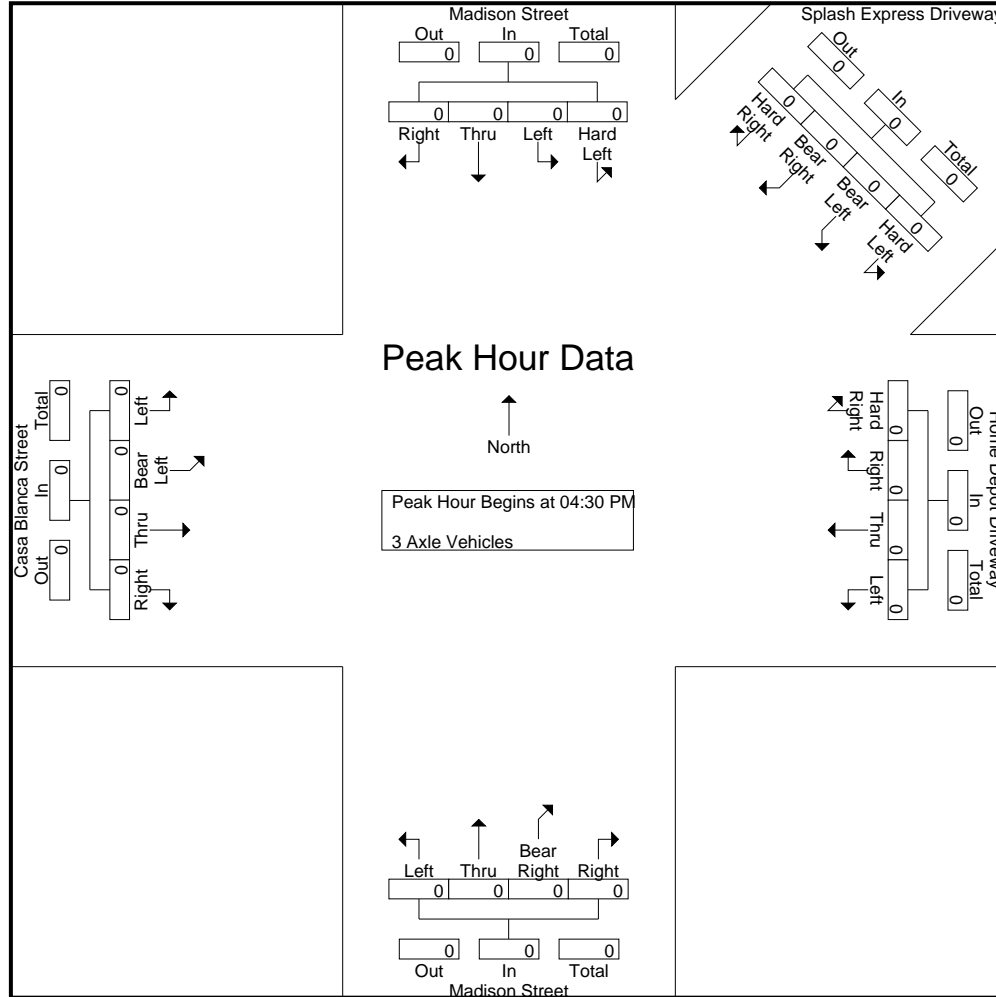 Madison Street
Out In Total
0 0 0
0 0 0 0
Right Thru Left Hard
Left
Splash Express Driveway
Out
0
In
0
Total
0
0
Hard
Right
0
Bear
Right
0
Bear
Left
0
Hard
Left
Peak Hour Data
North
Peak Hour Begins at 04:30 PM
3 Axle Vehicles
Casa Blanca Street
Total
0
In
0
Out
0
0
Left
0
Bear
Left
0
Thru
0
Right
Home Depot Driveway
Out
0
In
0
Total
0
Hard
Right
0
Right
0
Thru
0
Left
0
Bear
Left Thru Right Right
0 0 0 0
0 0 0
Out In Total
Madison Street